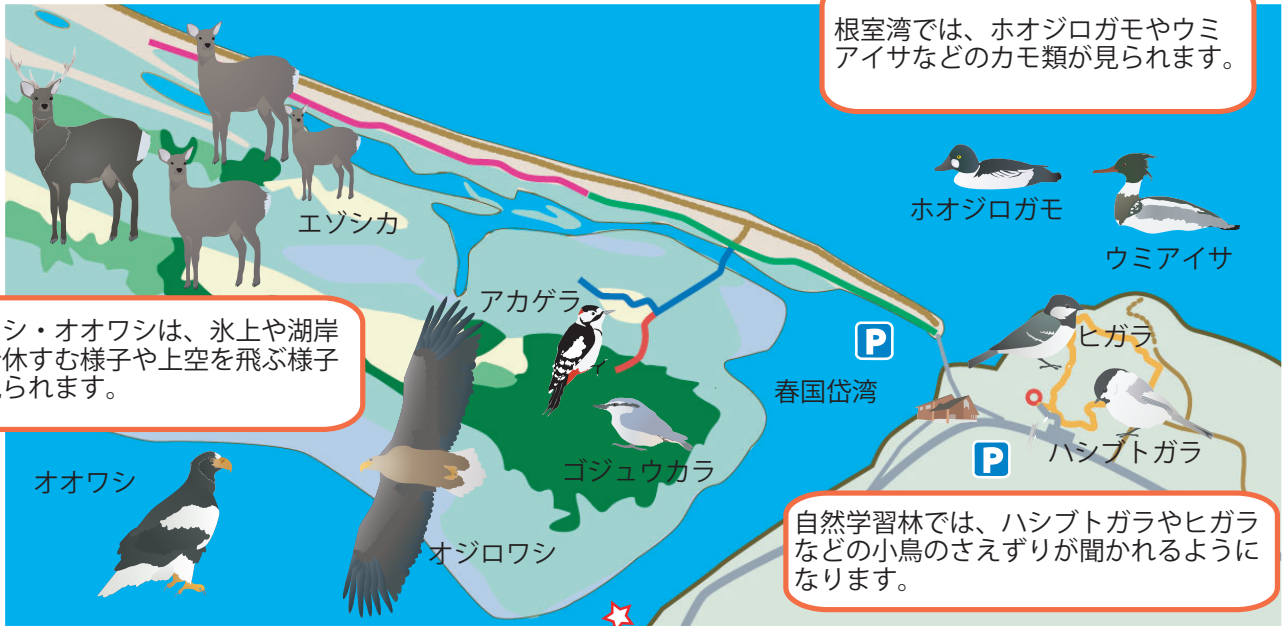 根室湾では、ホオジロガモやウミ
アイサなどのカモ類が見られます。
ホオジロガモ
ウミアイサ
エゾシカ
アカゲラ
シ・オオワシは、氷上や湖岸
休すむ様子や上空を飛ぶ様子
られます。
P
春国岱湾
ヒガラ
ハシブトガラ
P
ゴジュウカラ
オオワシ
オジロワシ
自然学習林では、ハシブトガラやヒガラ
などの小鳥のさえずりが聞かれるように
なります。